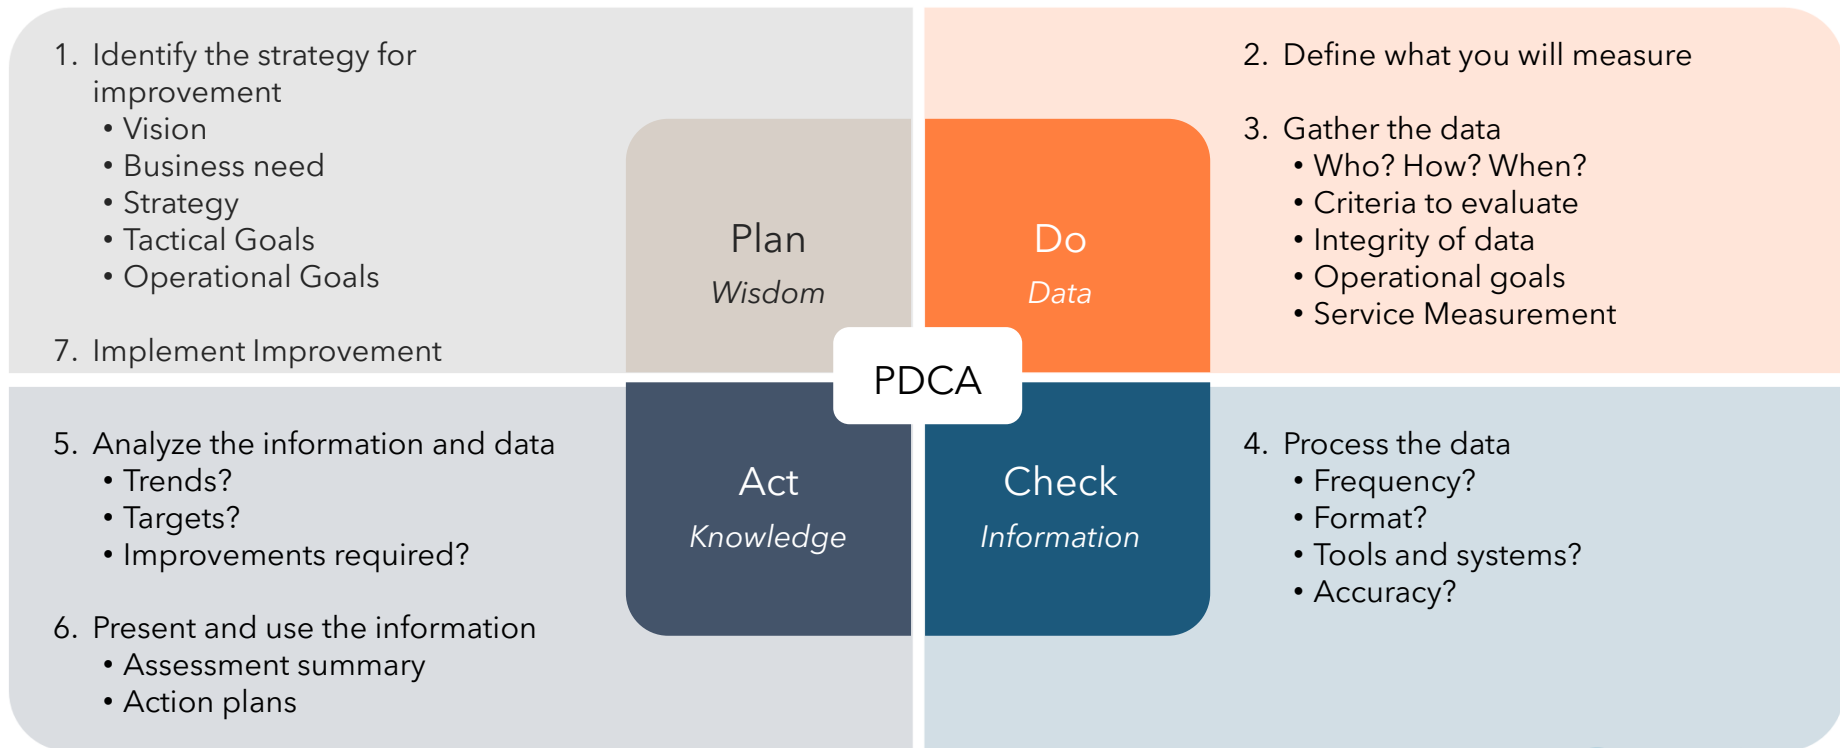 1. Identify the strategy for
improvement
• Vision
• Business need
• Strategy
• Tactical Goals
• Operational Goals
7. Implement Improvement
2. Define what you will measure
3. Gather the data
• Who? How? When?
• Criteria to evaluate
• Integrity of data
• Operational goals
• Service Measurement
Plan
Wisdom
Do
Data
PDCA
Act
Knowledge
Check
Information
5. Analyze the information and data
• Trends?
• Targets?
• Improvements required?
6. Present and use the information
• Assessment summary
• Action plans
4. Process the data
• Frequency?
• Format?
• Tools and systems?
• Accuracy?